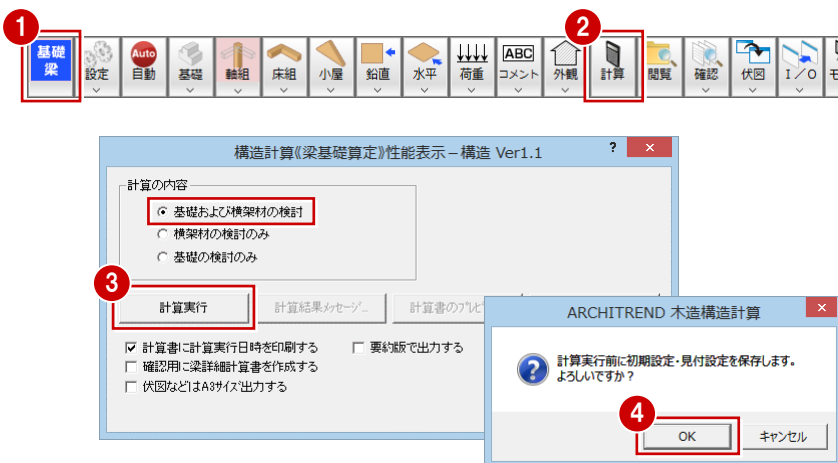 1
2
基礎
梁
設定
Auto
自動
基礎
軸組
床組
小屋
鉛直
水平
荷重
ABC
コメント
外観
計算
閲覧
確認
伏図
I/O
構造計算《梁基礎算定》性能表示－構造 Ver1.1
? ×
計算の内容
基礎および横架材の検討
横架材の検討のみ
基礎の検討のみ
3
計算実行
計算結果メッセージ...
計算書のプレビ
計算書に計算実行日時を印刷する
要約版で出力する
確認用に梁詳細計算書を作成する
伏図などはA3サイズ出力する
ARCHITREND 木造構造計算
×
?
計算実行前に初期設定・見付設定を保存します。
よろしいですか？
4
OK
キャンセル